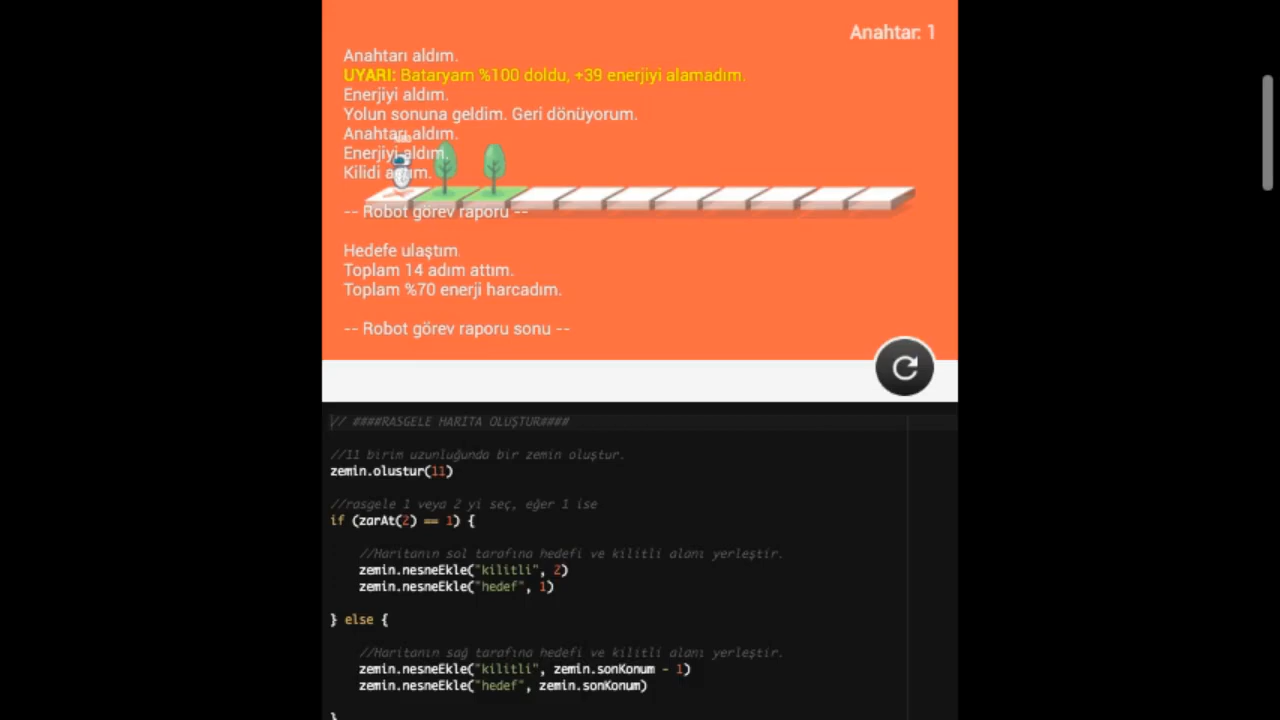 Anahtar: 1
Anahtarı aldım.
UYARI: Bataryam %100 doldu, +39 enerjiyi alamadım.
Enerjiyi aldım.
Yolun sonuna geldim. Geri dönüyorum.
Anahtarı aldım.
Enerjiyi aldım.
Kilidi açtım.
-- Robot görev raporu --
Hedefe ulaştım.
Toplam 14 adım attım.
Toplam %70 enerji harcadım.
-- Robot görev raporu sonu --
// ####RASGELE HARITA OLUŞTUR####
//11 birim uzunluğunda bir zemin oluştur.
zemin.olustur(11)
//rasgele 1 veya 2 yi seç, eğer 1 ise
if (zarAt(2) == 1) {
//Haritanın sol tarafına hedefi ve kilitli alanı yerleştir.
zemin.nesneEkle("kilitli", 2)
zemin.nesneEkle("hedef", 1)
} else {
//Haritanın sağ tarafına hedefi ve kilitli alanı yerleştir.
zemin.nesneEkle("kilitli", zemin.sonKonum - 1)
zemin.nesneEkle("hedef", zemin.sonKonum)
}